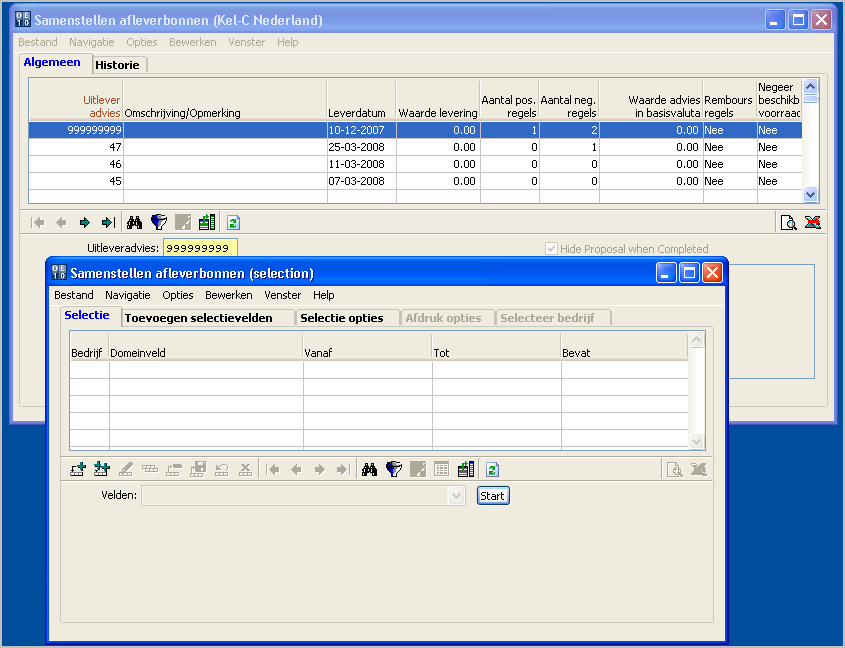 Samenstellen afleverbonnen (Kel-C Nederland)
Bestand Navigatie Opties Bewerken Venster Help
Algemeen Historie
Uitlever advies Omschrijving/Opmerking Leverdatum Waarde levering Aantal pos. regels Aantal neg. regels Waarde advies in basisvaluta Rembours regels Negeer beschikb voorraad
999999999 10-12-2007 0.00 1 2 0.00 Nee Nee
47 25-03-2008 0.00 0 1 0.00 Nee Nee
46 11-03-2008 0.00 0 0 0.00 Nee Nee
45 07-03-2008 0.00 0 0 0.00 Nee Nee
Uitleveradvies: 999999999 Hide Proposal when Completed
Samenstellen afleverbonnen (selection)
Bestand Navigatie Opties Bewerken Venster Help
Selectie Toevoegen selectievelden Selectie opties Afdruk opties Selecteer bedrijf
Bedrijf Domeinveld Vanaf Tot Bevat
Velden: Start